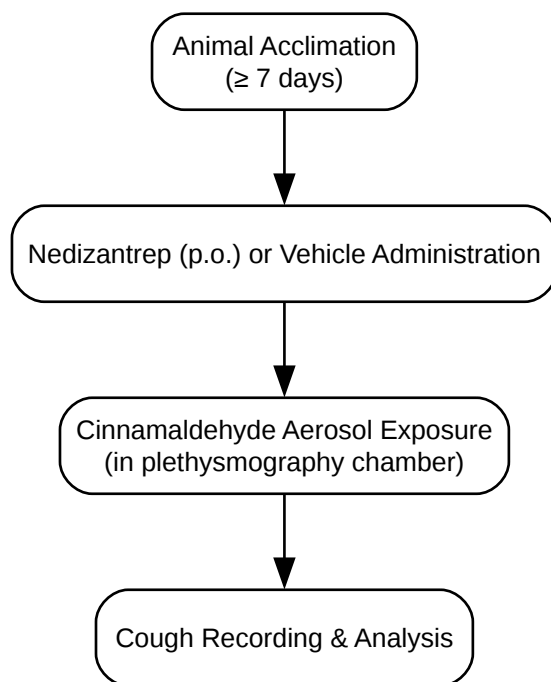 Animal Acclimation
(≥ 7 days)
Nedizantrep (p.o.) or Vehicle Administration
Cinnamaldehyde Aerosol Exposure
(in plethysmography chamber)
Cough Recording & Analysis